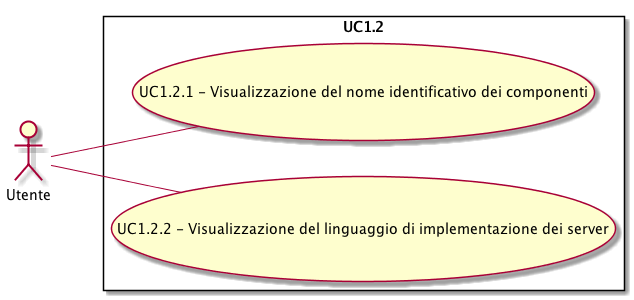 UC1.2
UC1.2.1 – Visualizzazione del nome identificativo dei componenti
Utente
UC1.2.2 – Visualizzazione del linguaggio di implementazione dei server